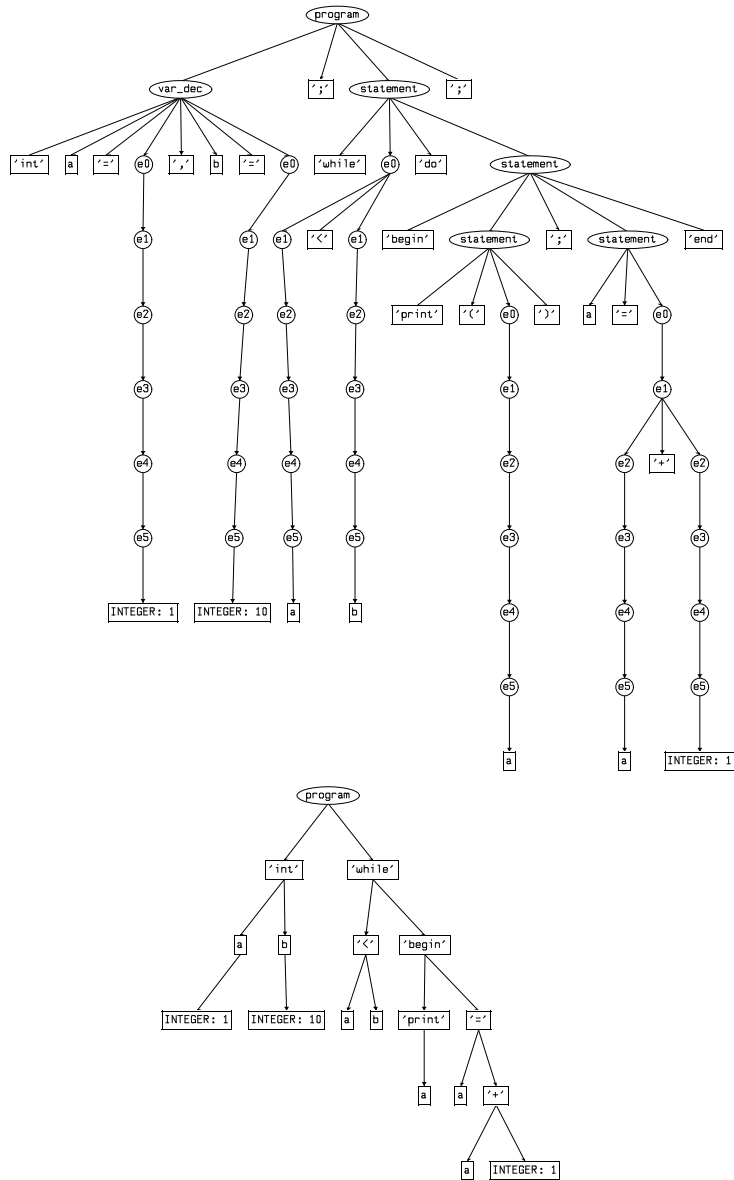 program
var_dec ';' statement ';'
'int' a '=' e0 ',' b '=' e0 'while' e0 'do' statement
e1 e1 e1 '<' e1 'begin' statement ';' statement 'end'
e2 e2 e2 e2 'print' '(' e0 ')' a '=' e0
e3 e3 e3 e3 e1 e1
e4 e4 e4 e4 e2 e2 '+' e2
e5 e5 e5 e5 e3 e3 e3
INTEGER: 1 INTEGER: 10 a b e4 e4 e4
e5 e5 e5
a a INTEGER: 1
program
'int' 'while'
a b '<' 'begin'
INTEGER: 1 INTEGER: 10 a b 'print' '='
a a '+'
a INTEGER: 1